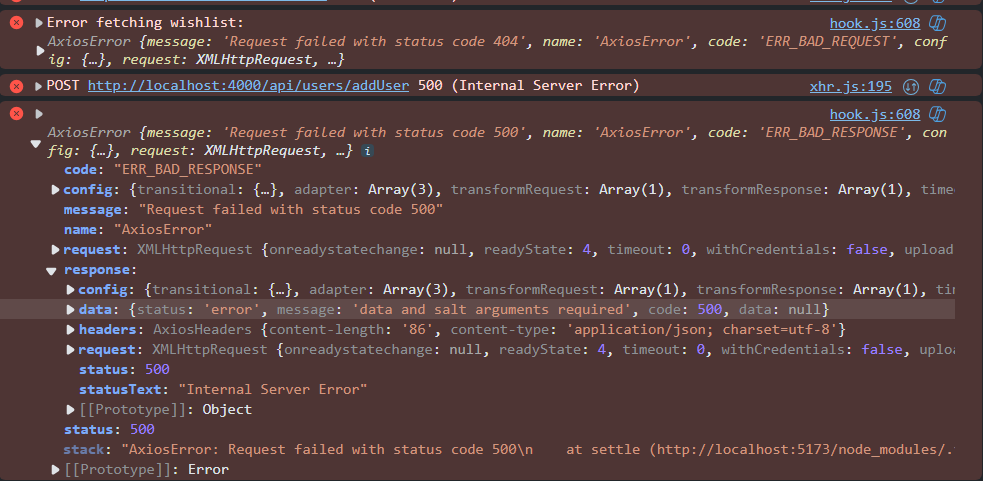 Error fetching wishlist: hook.js:608
AxiosError {message: 'Request failed with status code 404', name: 'AxiosError', code: 'ERR_BAD_REQUEST', conf
ig: {…}, request: XMLHttpRequest, …}
POST http://localhost:4000/api/users/addUser 500 (Internal Server Error) xhr.js:195
hook.js:608
AxiosError {message: 'Request failed with status code 500', name: 'AxiosError', code: 'ERR_BAD_RESPONSE', co
nfig: {…}, request: XMLHttpRequest, …} i
code: "ERR_BAD_RESPONSE"
config: {transitional: {…}, adapter: Array(3), transformRequest: Array(1), transformResponse: Array(1), timeo
message: "Request failed with status code 500"
name: "AxiosError"
request: XMLHttpRequest {onreadystatechange: null, readyState: 4, timeout: 0, withCredentials: false, upload
response:
config: {transitional: {…}, adapter: Array(3), transformRequest: Array(1), transformResponse: Array(1), tim
data: {status: 'error', message: 'data and salt arguments required', code: 500, data: null}
headers: AxiosHeaders {content-length: '86', content-type: 'application/json; charset=utf-8'}
request: XMLHttpRequest {onreadystatechange: null, readyState: 4, timeout: 0, withCredentials: false, uplo
status: 500
statusText: "Internal Server Error"
[[Prototype]]: Object
status: 500
stack: "AxiosError: Request failed with status code 500\n    at settle (http://localhost:5173/node_modules/.
[[Prototype]]: Error